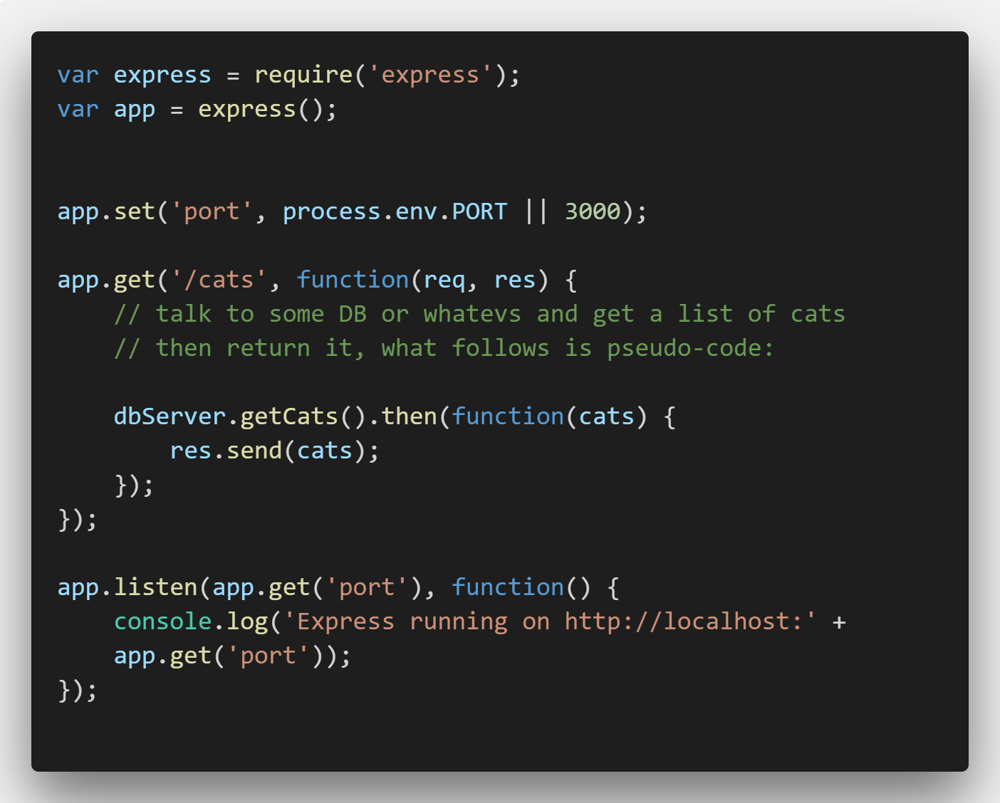 var express = require('express');
var app = express();
app.set('port', process.env.PORT || 3000);
app.get('/cats', function(req, res) {
    // talk to some DB or whatevs and get a list of cats
    // then return it, what follows is pseudo-code:
    dbServer.getCats().then(function(cats) {
        res.send(cats);
    });
});
app.listen(app.get('port'), function() {
    console.log('Express running on http://localhost:' +
    app.get('port'));
});